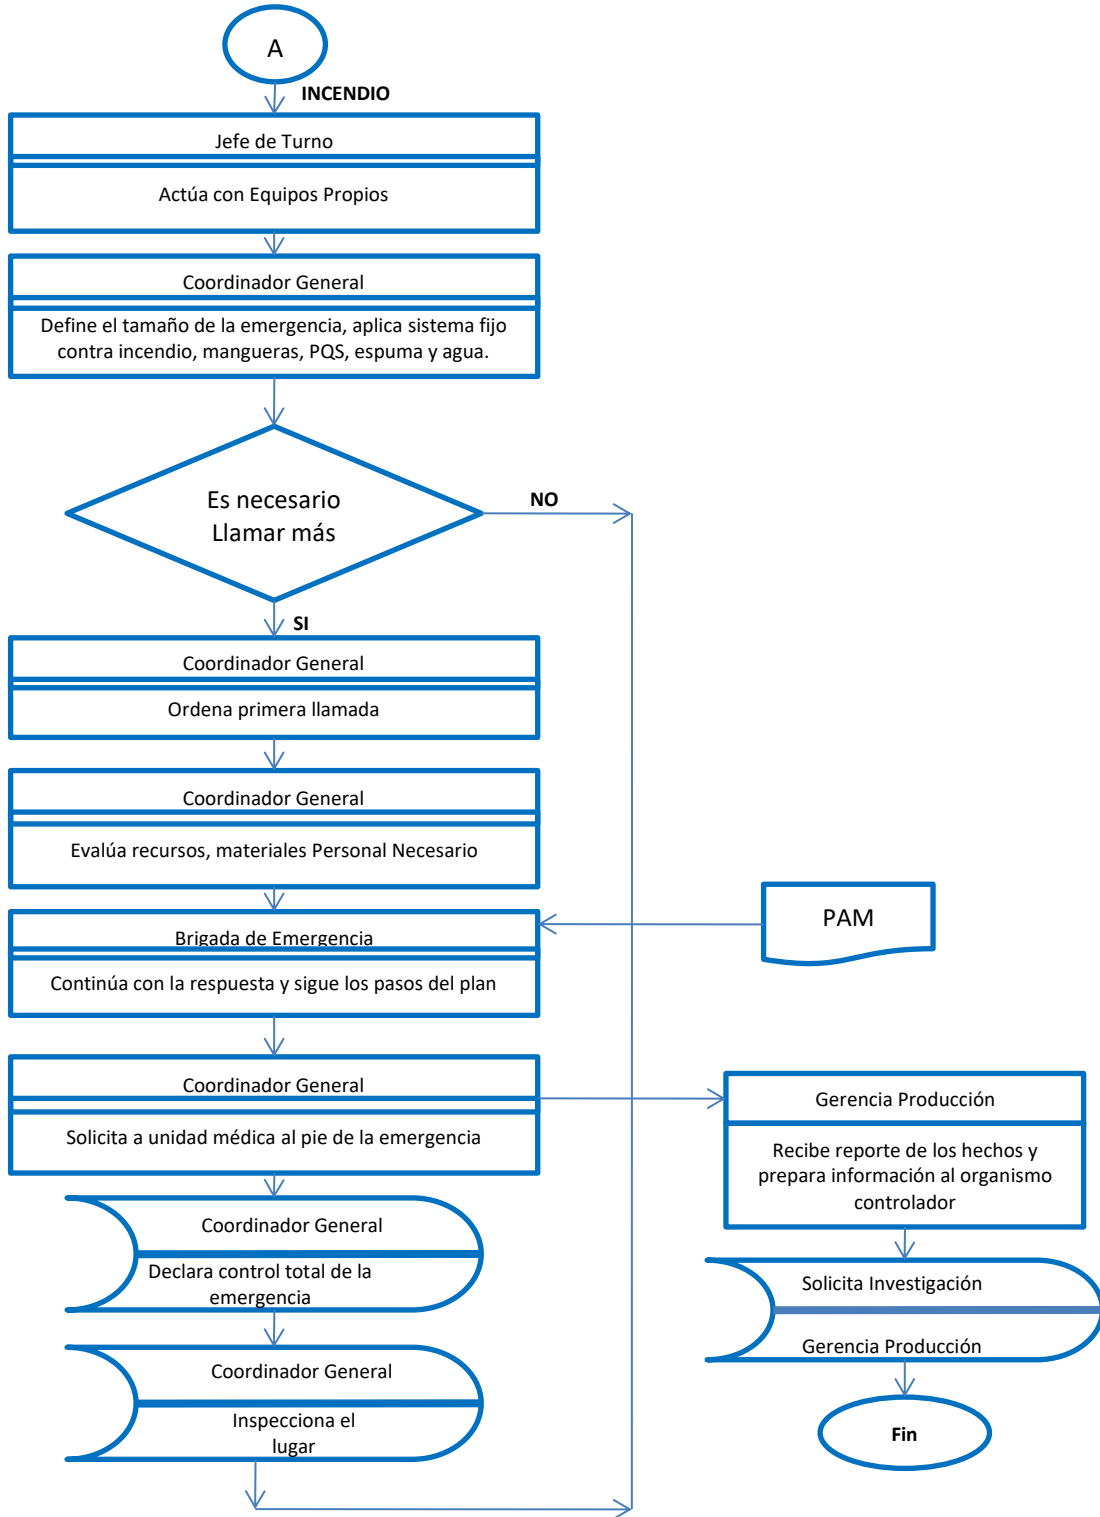 A
INCENDIO
Jefe de Turno
Actúa con Equipos Propios
Coordinador General
Define el tamaño de la emergencia, aplica sistema fijo
contra incendio, mangueras, PQS, espuma y agua.
Es necesario
Llamar más
NO
SI
Coordinador General
Ordena primera llamada
Coordinador General
Evalúa recursos, materiales Personal Necesario
Brigada de Emergencia
Continúa con la respuesta y sigue los pasos del plan
PAM
Coordinador General
Solicita a unidad médica al pie de la emergencia
Gerencia Producción
Recibe reporte de los hechos y
prepara información al organismo
controlador
Coordinador General
Declara control total de la
emergencia
Solicita Investigación
Gerencia Producción
Coordinador General
Inspecciona el
lugar
Fin